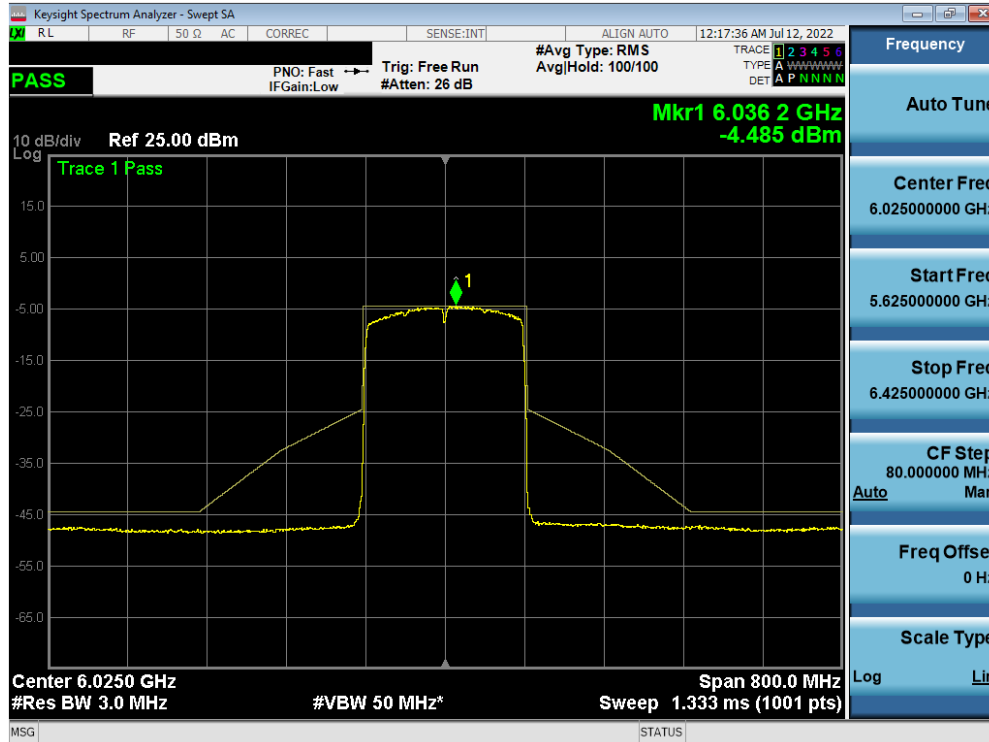 Keysight Spectrum Analyzer - Swept SA
LXI RL RF 50 Ω AC CORREC SENSE:INT ALIGN AUTO 12:17:36 AM Jul 12, 2022
PASS
PNO: Fast
IFGain:Low
Trig: Free Run
#Atten: 26 dB
#Avg Type: RMS
Avg|Hold: 100/100
TRACE 1 2 3 4 5 6
TYPE A WWWWW
DET A P N N N N
Mkr1 6.036 2 GHz
-4.485 dBm
10 dB/div Ref 25.00 dBm
Log
Trace 1 Pass
15.0
5.00
1
-5.00
-15.0
-25.0
-35.0
-45.0
-55.0
-65.0
Center 6.0250 GHz Span 800.0 MHz
#Res BW 3.0 MHz #VBW 50 MHz* Sweep 1.333 ms (1001 pts)
MSG STATUS
Frequency
Auto Tune
Center Freq
6.025000000 GHz
Start Freq
5.625000000 GHz
Stop Freq
6.425000000 GHz
CF Step
80.000000 MHz
Auto Man
Freq Offset
0 Hz
Scale Type
Log Lin